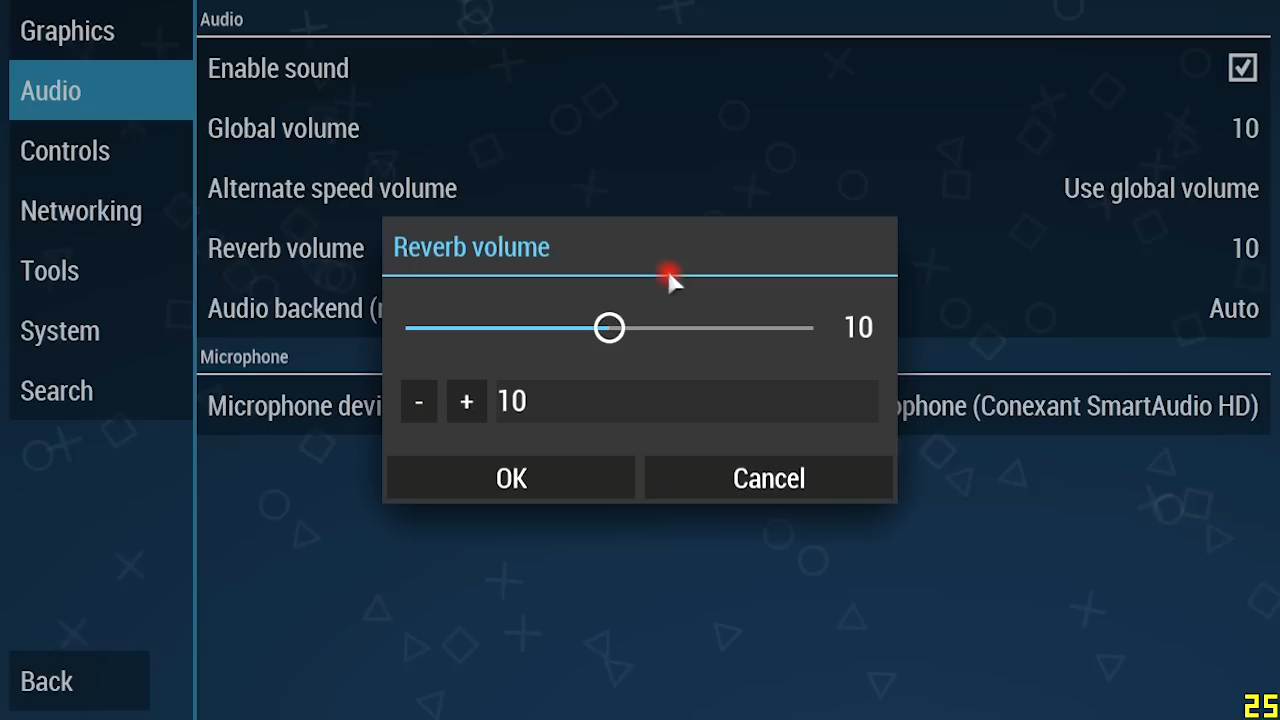 Graphics
Audio
Controls
Networking
Tools
System
Search
Back
Audio
Enable sound
Global volume 10
Alternate speed volume Use global volume
Reverb volume 10
Audio backend ( Auto
Microphone
Microphone devi ophone (Conexant SmartAudio HD)
Reverb volume
10
- + 10
OK Cancel
25